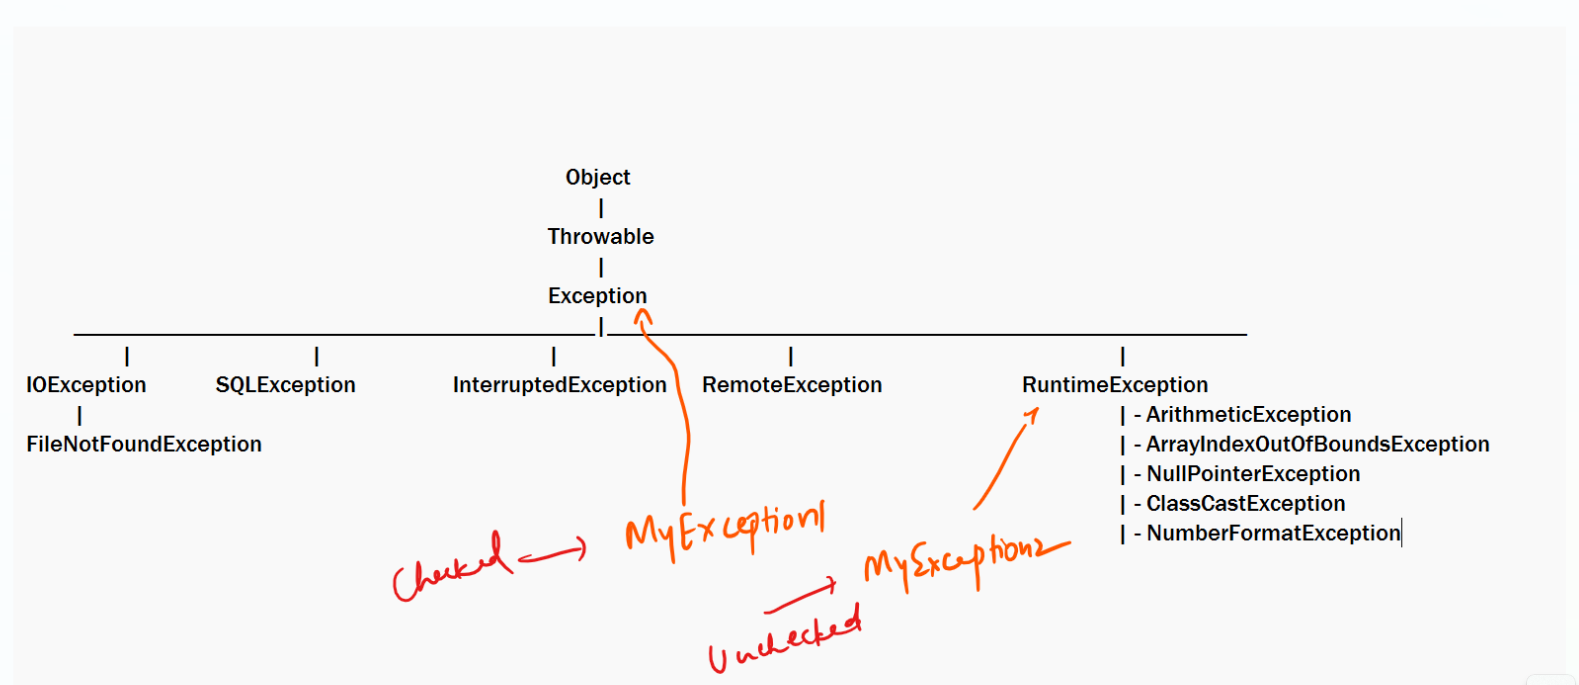 Object
|
Throwable
|
Exception
|
| | | | |
IOException SQLException InterruptedException RemoteException RuntimeException
| | - ArithmeticException
FileNotFoundException | - ArrayIndexOutOfBoundsException
| - NullPointerException
| - ClassCastException
| - NumberFormatException
MyException1
Checked
MyException2
Unchecked